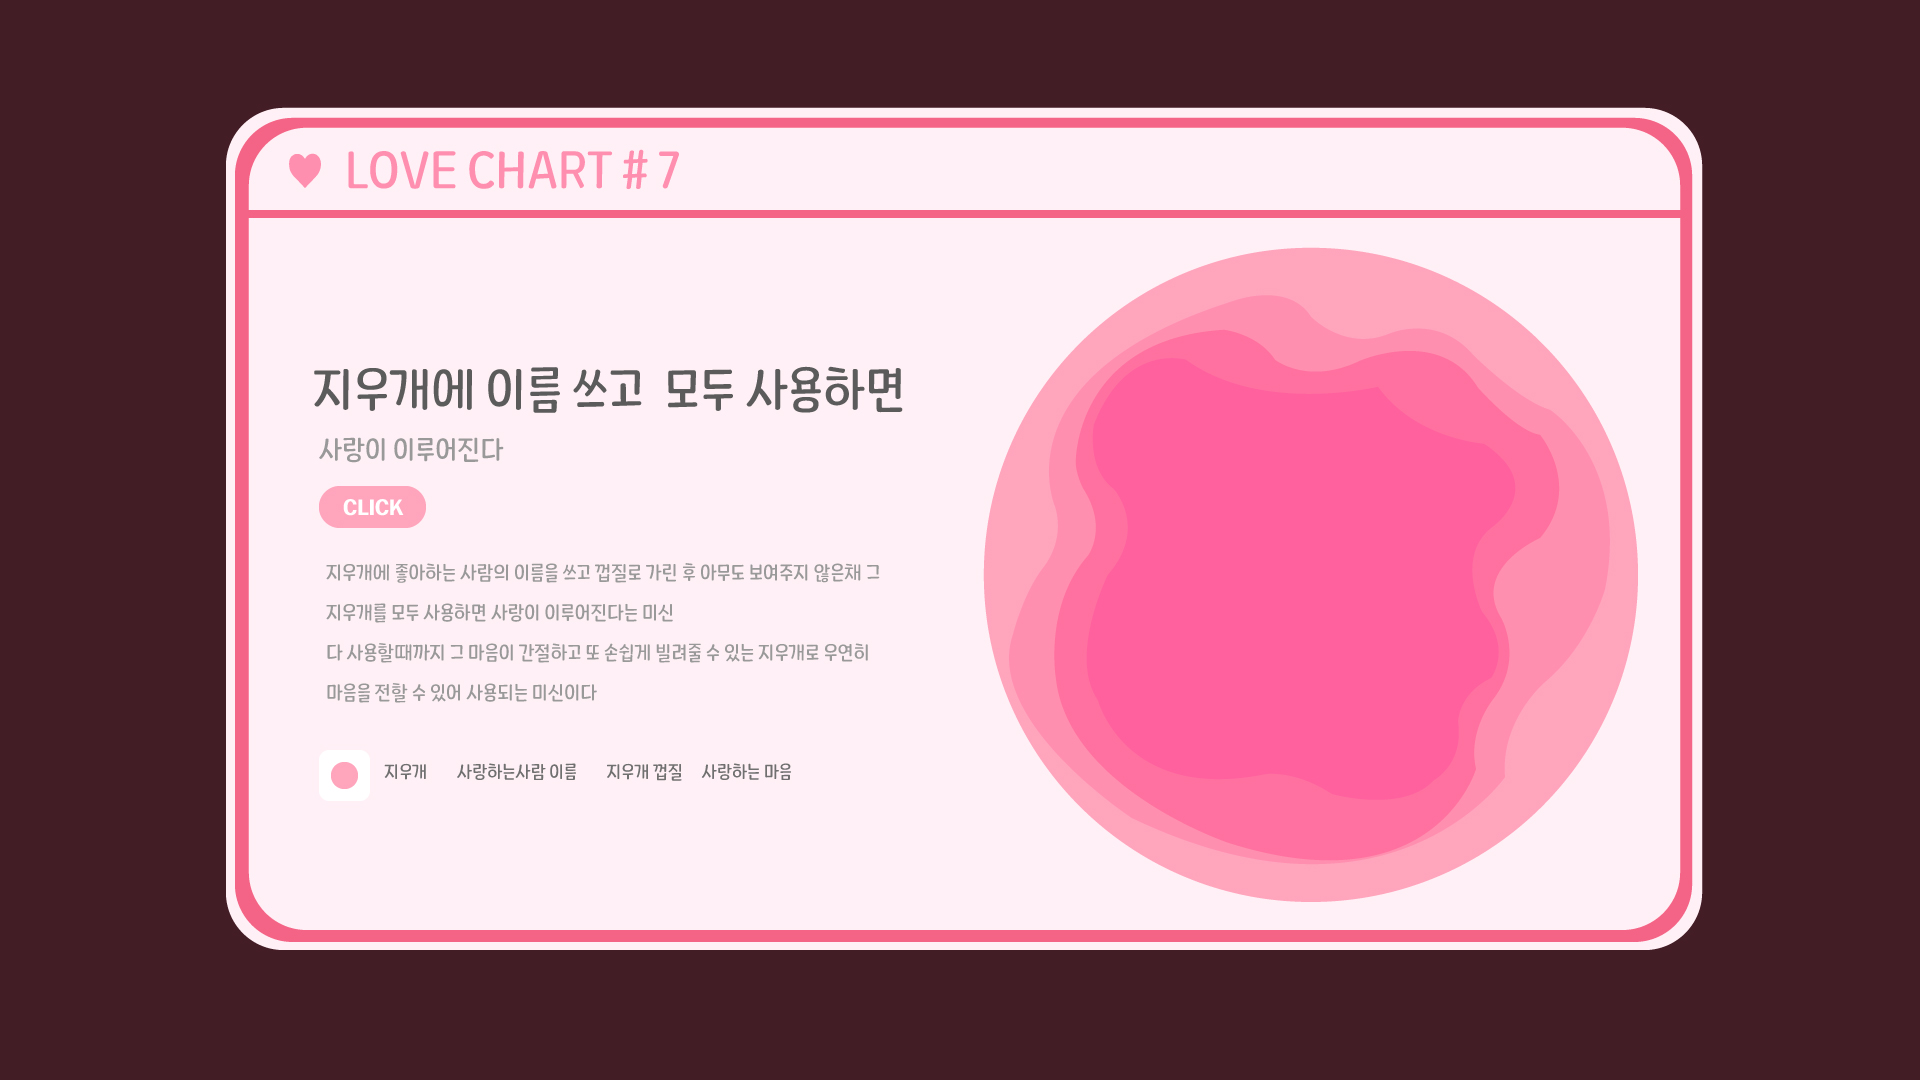 LOVE CHART # 7
지우개에 이름 쓰고 모두 사용하면
사랑이 이루어진다
CLICK
지우개에 좋아하는 사람의 이름을 쓰고 껍질로 가린 후 아무도 보여주지 않은채 그
지우개를 모두 사용하면 사랑이 이루어진다는 미신
다 사용할때까지 그 마음이 간절하고 또 손쉽게 빌려줄 수 있는 지우개로 우연히
마음을 전할 수 있어 사용되는 미신이다
지우개 사랑하는사람 이름 지우개 껍질 사랑하는 마음